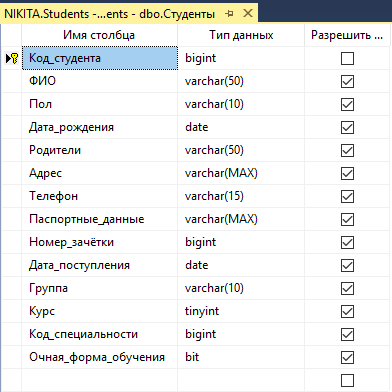 NIKITA.Students -...ents - dbo.Студенты
Имя столбца Тип данных Разрешить ...
Код_студента bigint
ФИО varchar(50)
Пол varchar(10)
Дата_рождения date
Родители varchar(50)
Адрес varchar(MAX)
Телефон varchar(15)
Паспортные_данные varchar(MAX)
Номер_зачётки bigint
Дата_поступления date
Группа varchar(10)
Курс tinyint
Код_специальности bigint
Очная_форма_обучения bit